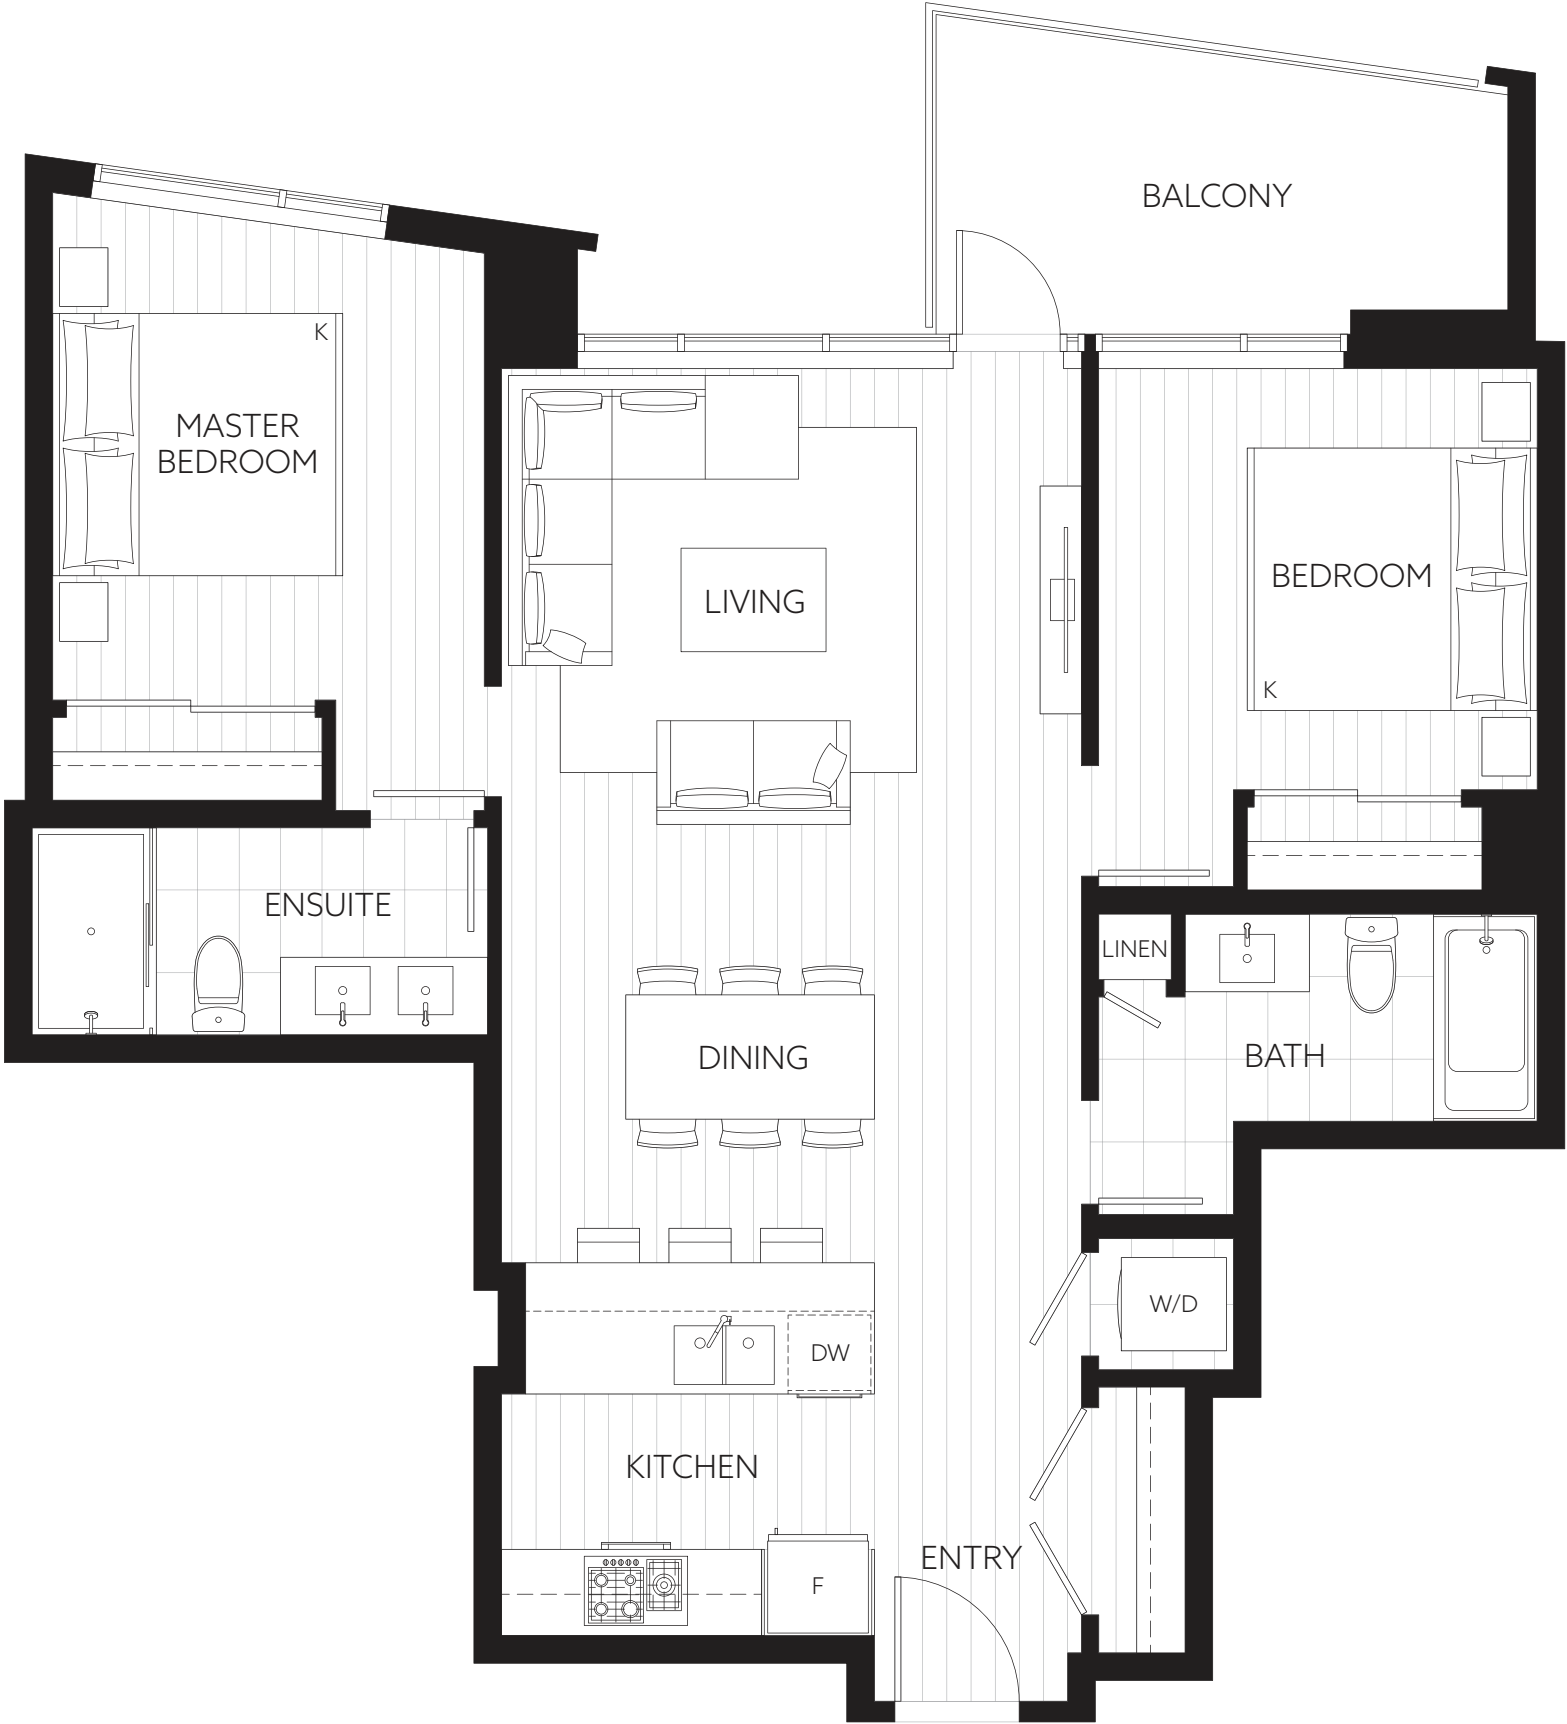 BALCONY
K
MASTER
BEDROOM
BEDROOM
LIVING
K
ENSUITE
LINEN
DINING
BATH
W/D
DW
KITCHEN
ENTRY
F